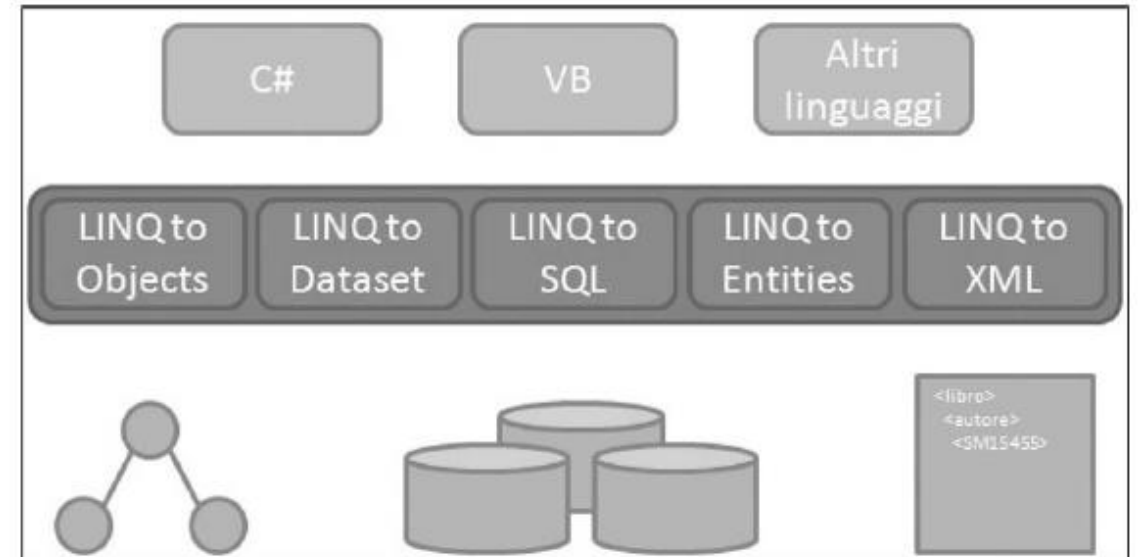 C#
VB
Altri
linguaggi
LINQ to
Objects
LINQ to
Dataset
LINQ to
SQL
LINQ to
Entities
LINQ to
XML
<libro>
<autore>
<SM15455>